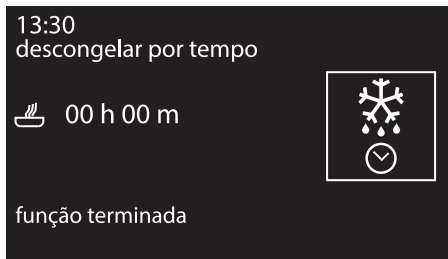 13:30
descongelar por tempo
00 h 00 m
função terminada